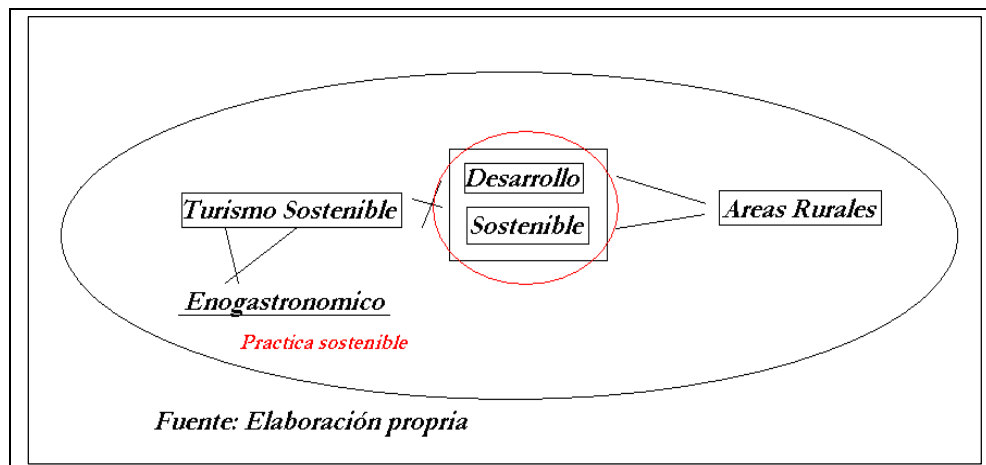 Desarrollo
Turismo Sostenible
Sostenible
Areas Rurales
Enogastronomico
Practica sostenible
Fuente: Elaboración propria